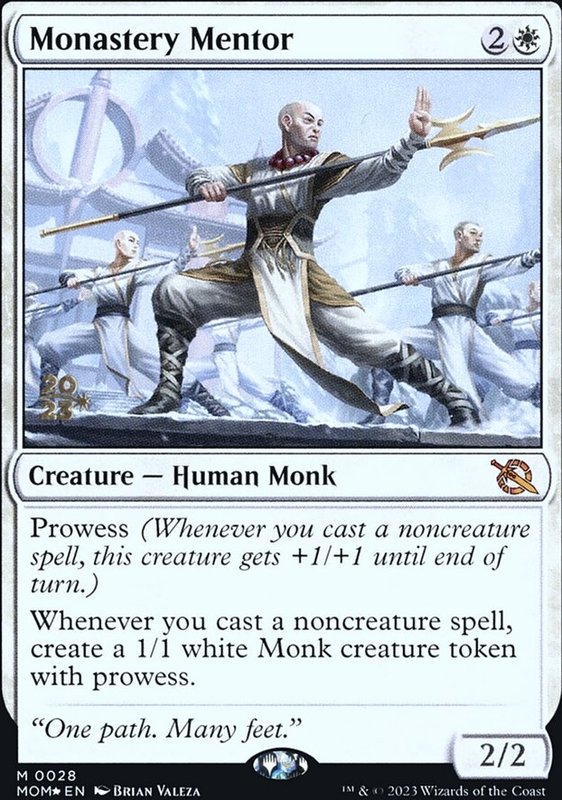 Monastery Mentor 2
20
23
Creature — Human Monk
Prowess (Whenever you cast a noncreature
spell, this creature gets +1/+1 until end of
turn.)
Whenever you cast a noncreature spell,
create a 1/1 white Monk creature token
with prowess.
“One path. Many feet.”
2/2
M 0028
MOM★EN Brian Valeza
™ & © 2023 Wizards of the Coast